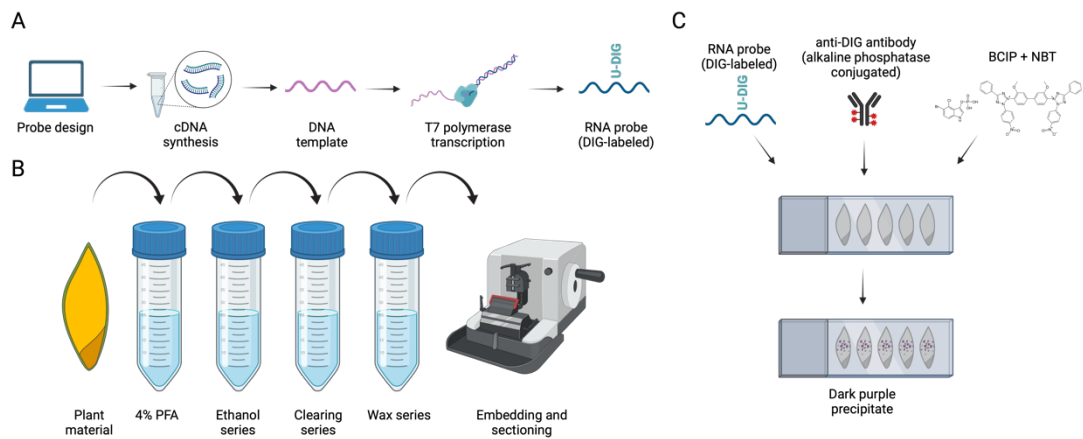 A
Probe design
cDNA
synthesis
DNA
template
T7 polymerase
transcription
U-DIG
RNA probe
(DIG-labeled)
B
Plant
material
4% PFA
Ethanol
series
Clearing
series
Wax series
Embedding and
sectioning
C
RNA probe
(DIG-labeled)
U-DIG
anti-DIG antibody
(alkaline phosphatase
conjugated)
BCIP + NBT
Dark purple
precipitate